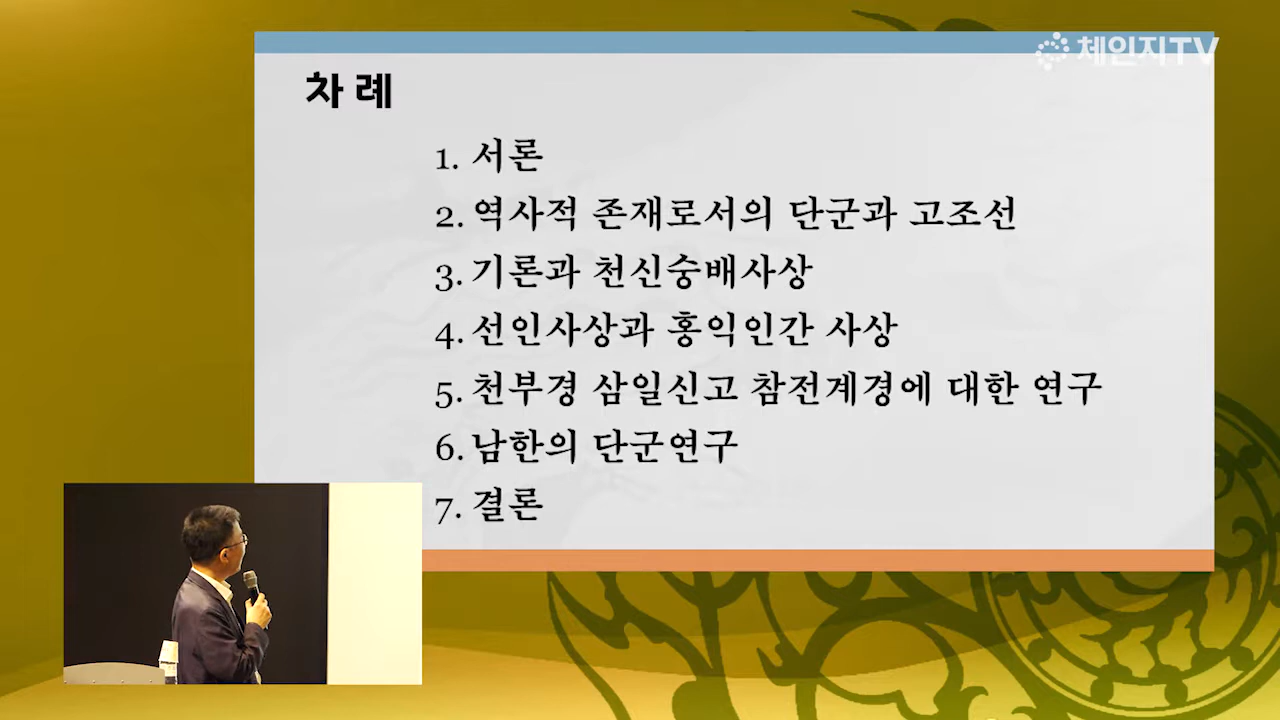 체인지TV
차 례
1. 서론
2. 역사적 존재로서의 단군과 고조선
3. 기론과 천신숭배사상
4. 선인사상과 홍익인간 사상
5. 천부경 삼일신고 참전계경에 대한 연구
6. 남한의 단군연구
7. 결론